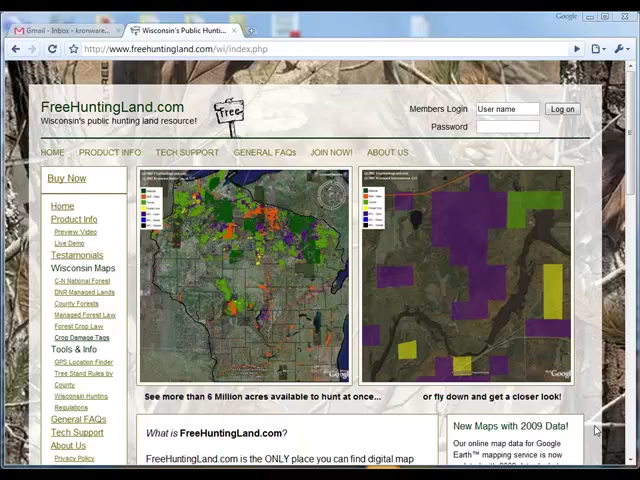 Google
Gmail - Inbox - kronware...
Wisconsin's Public Hunti...
http://www.freehuntingland.com/wi/index.php
FreeHuntingLand.com
Wisconsin's public hunting land resource!
free
Members Login
User name
Log on
Password
HOME PRODUCT INFO TECH SUPPORT GENERAL FAQs JOIN NOW! ABOUT US
Buy Now
Home
Product Info
Preview Video
Live Demo
Testamonials
Wisconsin Maps
C-N National Forest
DNR Managed Lands
County Forests
Managed Forest Law
Forest Crop Law
Crop Damage Tags
Tools & Info
GPS Location Finder
Tree Stand Rules by
County
Wisconsin Hunting
Regulations
General FAQs
Tech Support
About Us
Privacy Policy
Google
See more than 6 Million acres available to hunt at once...
or fly down and get a closer look!
What is FreeHuntingLand.com?
FreeHuntingLand.com is the ONLY place you can find digital map
New Maps with 2009 Data!
Our online map data for Google
Earth™ mapping service is now